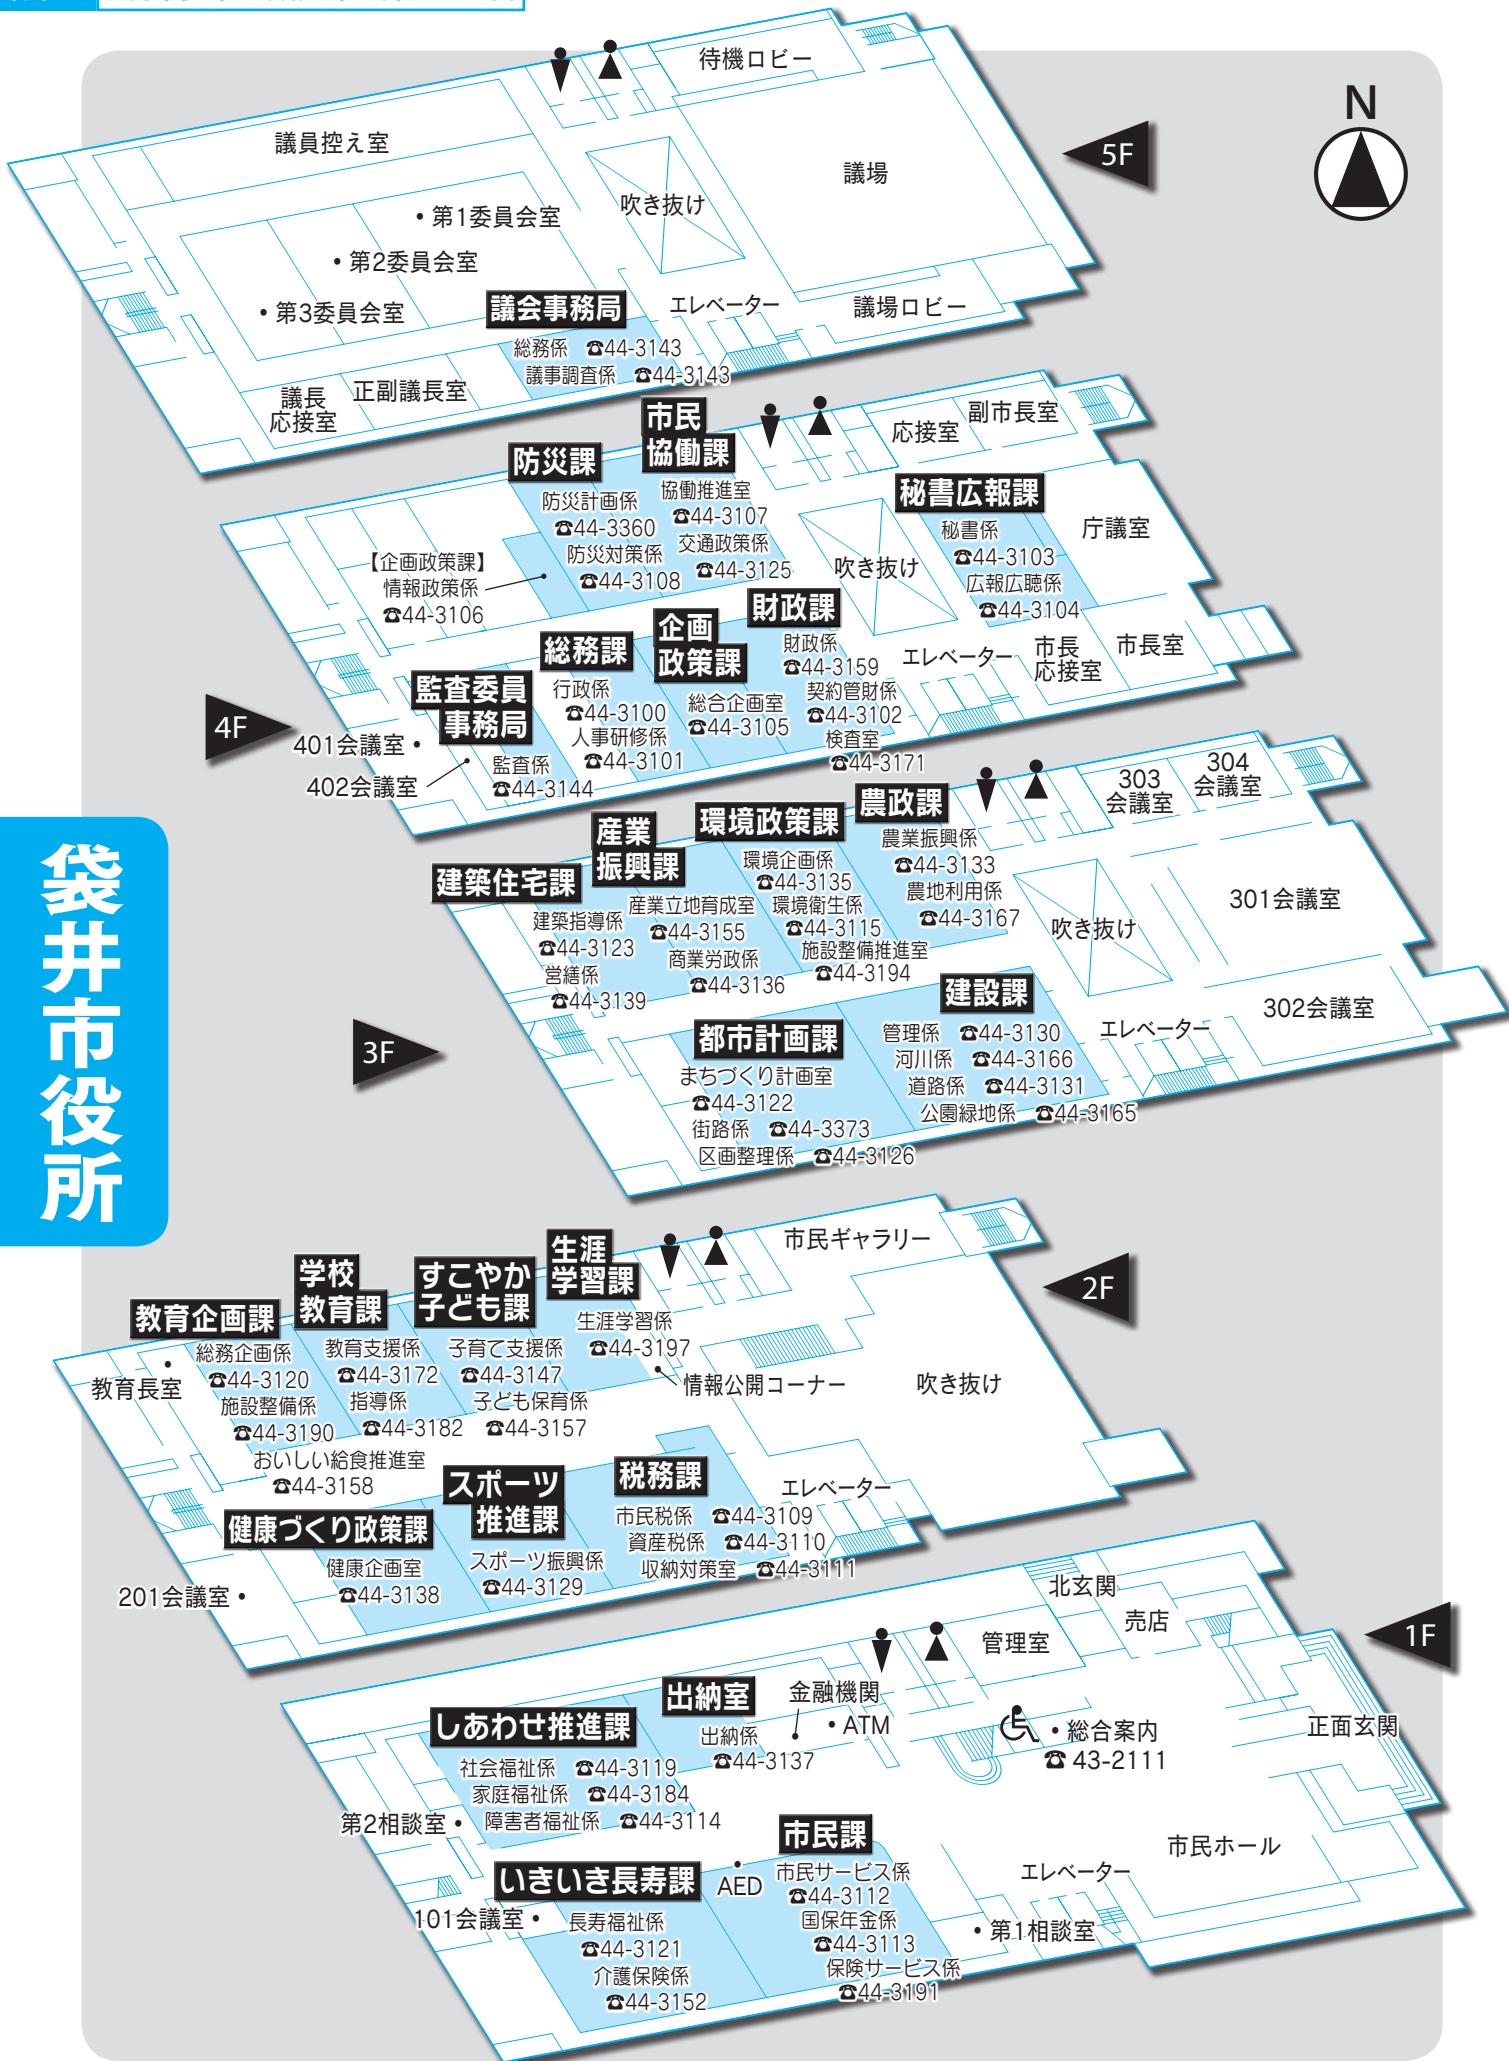 N
5F
待機ロビー
議員控え室
議場
吹き抜け
・第1委員会室
・第2委員会室
・第3委員会室
議会事務局
総務係 ☎44-3143
議事調査係 ☎44-3143
エレベーター
議場ロビー
議長
応接室
正副議長室
4F
市民
協働課
協働推進室
☎44-3107
交通政策係
☎44-3125
防災課
防災計画係
☎44-3360
防災対策係
☎44-3108
応接室
副市長室
秘書広報課
秘書係
☎44-3103
広報広聴係
☎44-3104
庁議室
吹き抜け
【企画政策課】
情報政策係
☎44-3106
財政課
財政係
☎44-3159
契約管財係
☎44-3102
検査室
☎44-3171
企画
政策課
総合企画室
☎44-3105
総務課
行政係
☎44-3100
人事研修係
☎44-3101
監査委員
事務局
監査係
☎44-3144
エレベーター
市長
応接室
市長室
401会議室・
402会議室
3F
303
会議室
304
会議室
農政課
農業振興係
☎44-3133
農地利用係
☎44-3167
環境政策課
環境企画係
☎44-3135
環境衛生係
☎44-3115
施設整備推進室
☎44-3194
産業
振興課
産業立地育成室
☎44-3155
商業労政係
☎44-3136
建築住宅課
建築指導係
☎44-3123
営繕係
☎44-3139
吹き抜け
301会議室
302会議室
建設課
管理係 ☎44-3130
河川係 ☎44-3166
道路係 ☎44-3131
公園緑地係 ☎44-3165
エレベーター
都市計画課
まちづくり計画室
☎44-3122
街路係 ☎44-3373
区画整理係 ☎44-3126
袋井市役所
2F
市民ギャラリー
生涯
学習課
生涯学習係
☎44-3197
すこやか
子ども課
子育て支援係
☎44-3147
子ども保育係
☎44-3157
学校
教育課
教育支援係
☎44-3172
指導係
☎44-3182
教育企画課
総務企画係
☎44-3120
施設整備係
☎44-3190
おいしい給食推進室
☎44-3158
・
教育長室
情報公開コーナー
吹き抜け
税務課
市民税係 ☎44-3109
資産税係 ☎44-3110
収納対策室 ☎44-3111
エレベーター
スポーツ
推進課
スポーツ振興係
☎44-3129
健康づくり政策課
健康企画室
☎44-3138
201会議室・
1F
北玄関
売店
管理室
正面玄関
出納室
出納係
☎44-3137
金融機関
・ATM
・総合案内
☎43-2111
しあわせ推進課
社会福祉係 ☎44-3119
家庭福祉係 ☎44-3184
障害者福祉係 ☎44-3114
第2相談室・
市民課
市民サービス係
☎44-3112
国保年金係
☎44-3113
保険サービス係
☎44-3191
・
AED
いきいき長寿課
長寿福祉係
☎44-3121
介護保険係
☎44-3152
101会議室・
エレベーター
市民ホール
・第1相談室